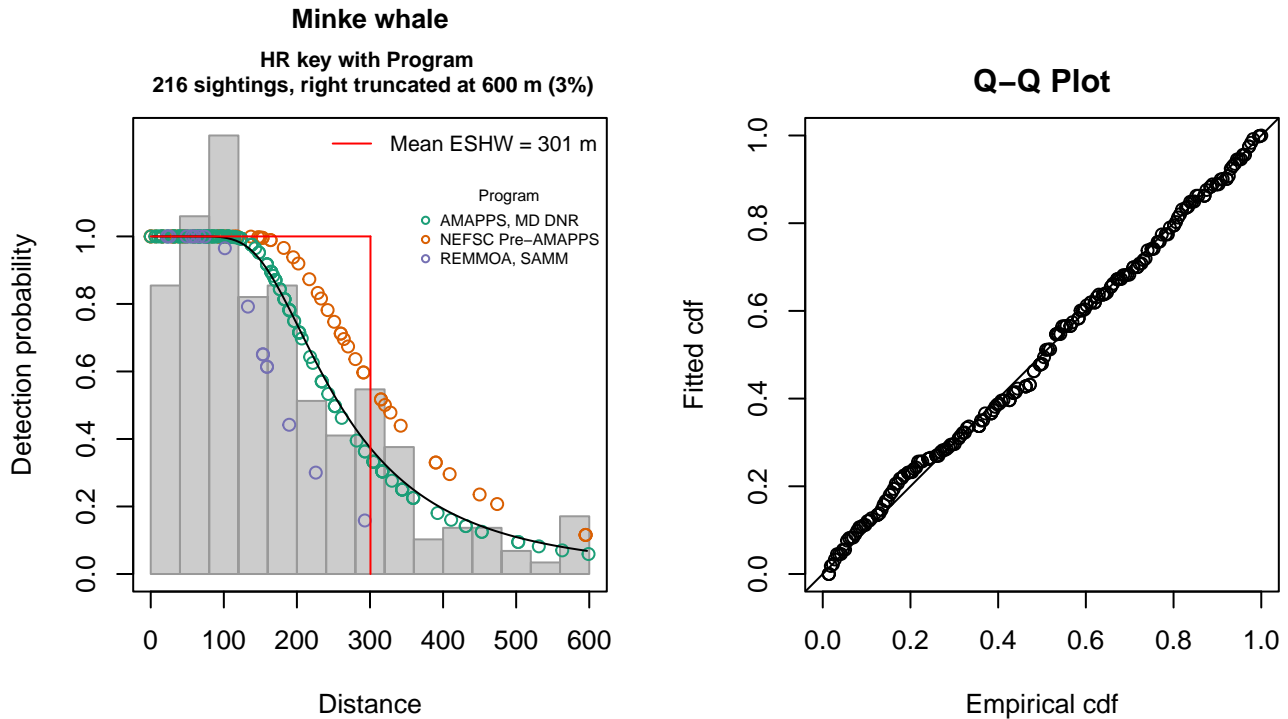 Minke whale
HR key with Program
216 sightings, right truncated at 600 m (3%)
Mean ESHW = 301 m
Program
AMAPPS, MD DNR
NEFSC Pre−AMAPPS
REMMOA, SAMM
Detection probability
0.0
0.2
0.4
0.6
0.8
1.0
0
100
200
300
400
500
600
Distance
Q−Q Plot
Fitted cdf
0.0
0.2
0.4
0.6
0.8
1.0
0.0
0.2
0.4
0.6
0.8
1.0
Empirical cdf